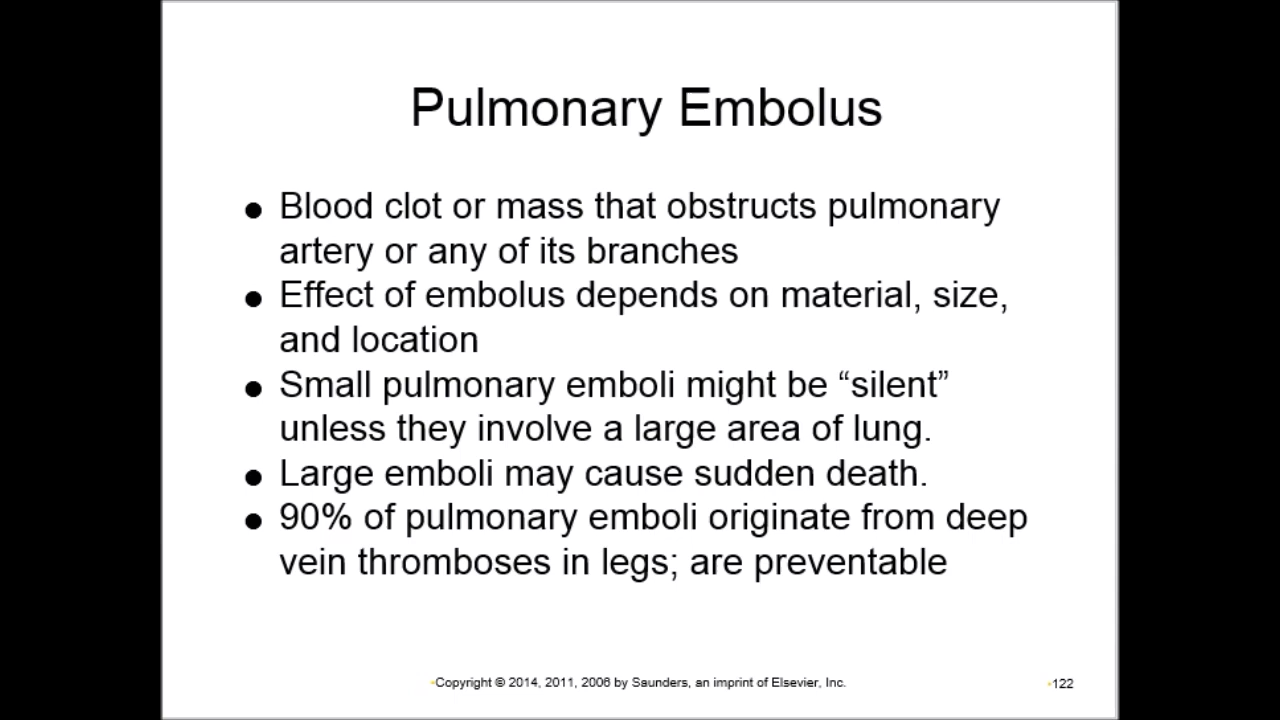 Pulmonary Embolus
● Blood clot or mass that obstructs pulmonary
artery or any of its branches
● Effect of embolus depends on material, size,
and location
● Small pulmonary emboli might be “silent”
unless they involve a large area of lung.
● Large emboli may cause sudden death.
● 90% of pulmonary emboli originate from deep
vein thromboses in legs; are preventable
Copyright © 2014, 2011, 2006 by Saunders, an imprint of Elsevier, Inc.
122